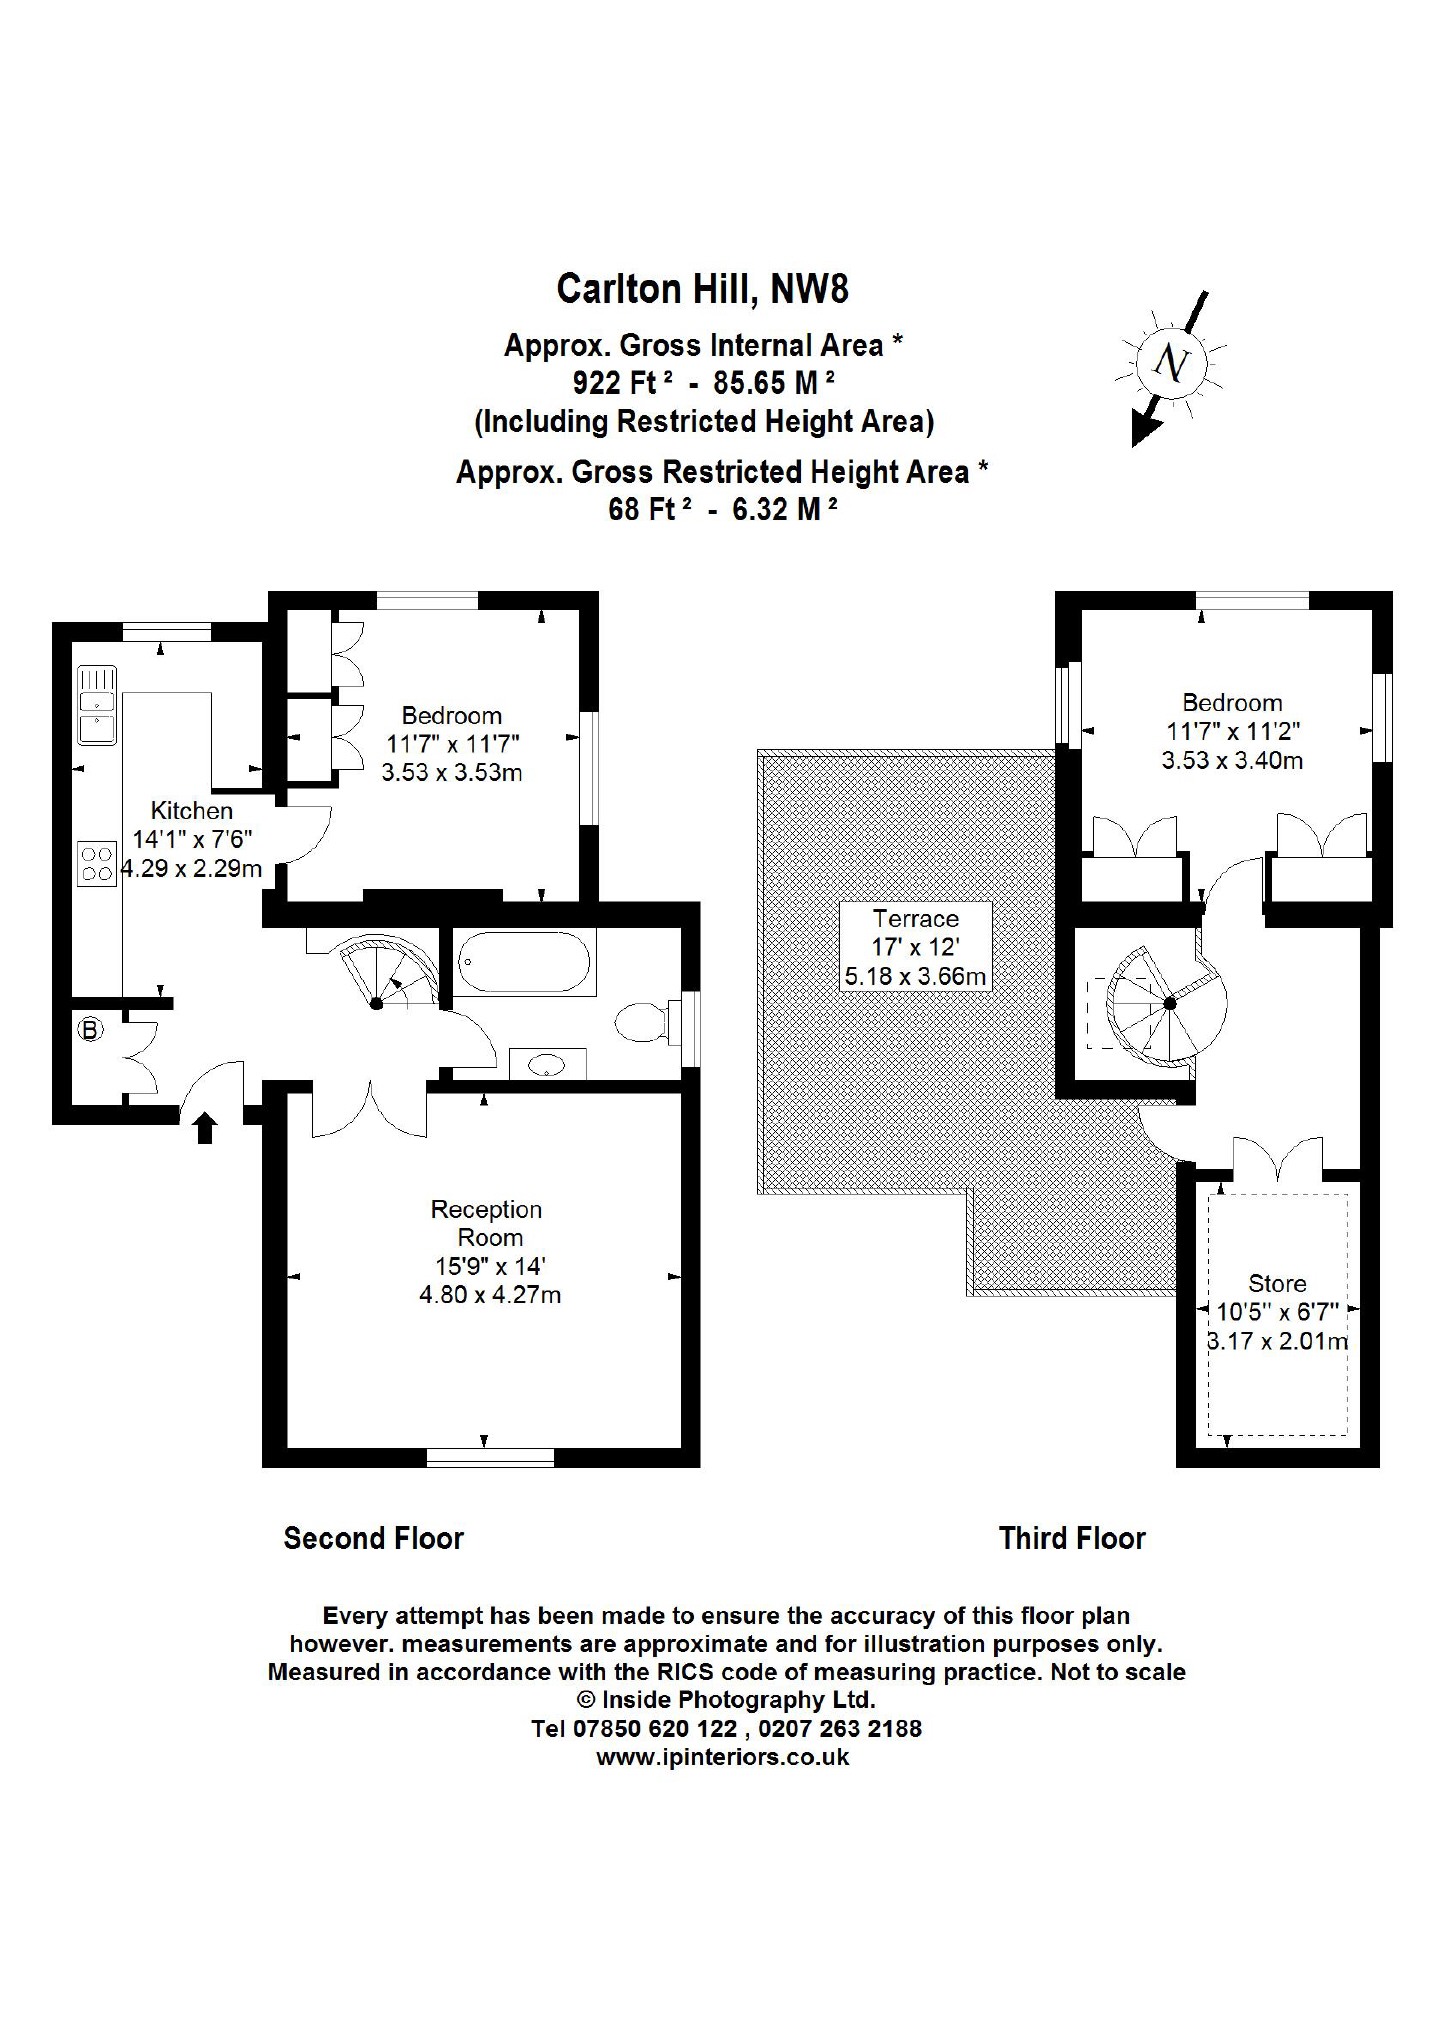 Carlton Hill, NW8
Approx. Gross Internal Area *
922 Ft ² - 85.65 M ²
(Including Restricted Height Area)
Approx. Gross Restricted Height Area *
68 Ft ² - 6.32 M ²
N
Bedroom
11'7" x 11'7"
3.53 x 3.53m
Kitchen
14'1" x 7'6"
4.29 x 2.29m
B
Reception
Room
15'9" x 14'
4.80 x 4.27m
Bedroom
11'7" x 11'2"
3.53 x 3.40m
Terrace
17' x 12'
5.18 x 3.66m
Store
10'5" x 6'7"
3.17 x 2.01m
Second Floor
Third Floor
Every attempt has been made to ensure the accuracy of this floor plan
however. measurements are approximate and for illustration purposes only.
Measured in accordance with the RICS code of measuring practice. Not to scale
© Inside Photography Ltd.
Tel 07850 620 122 , 0207 263 2188
www.ipinteriors.co.uk